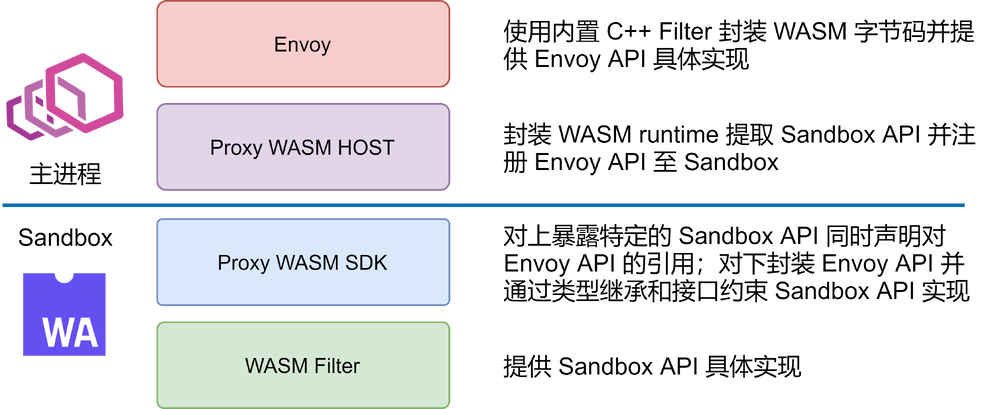 Envoy
使用内置 C++ Filter 封装 WASM 字节码并提
供 Envoy API 具体实现
Proxy WASM HOST
封装 WASM runtime 提取 Sandbox API 并注
册 Envoy API 至 Sandbox
主进程
Sandbox
WA
Proxy WASM SDK
对上暴露特定的 Sandbox API 同时声明对
Envoy API 的引用；对下封装 Envoy API 并
通过类型继承和接口约束 Sandbox API 实现
WASM Filter
提供 Sandbox API 具体实现